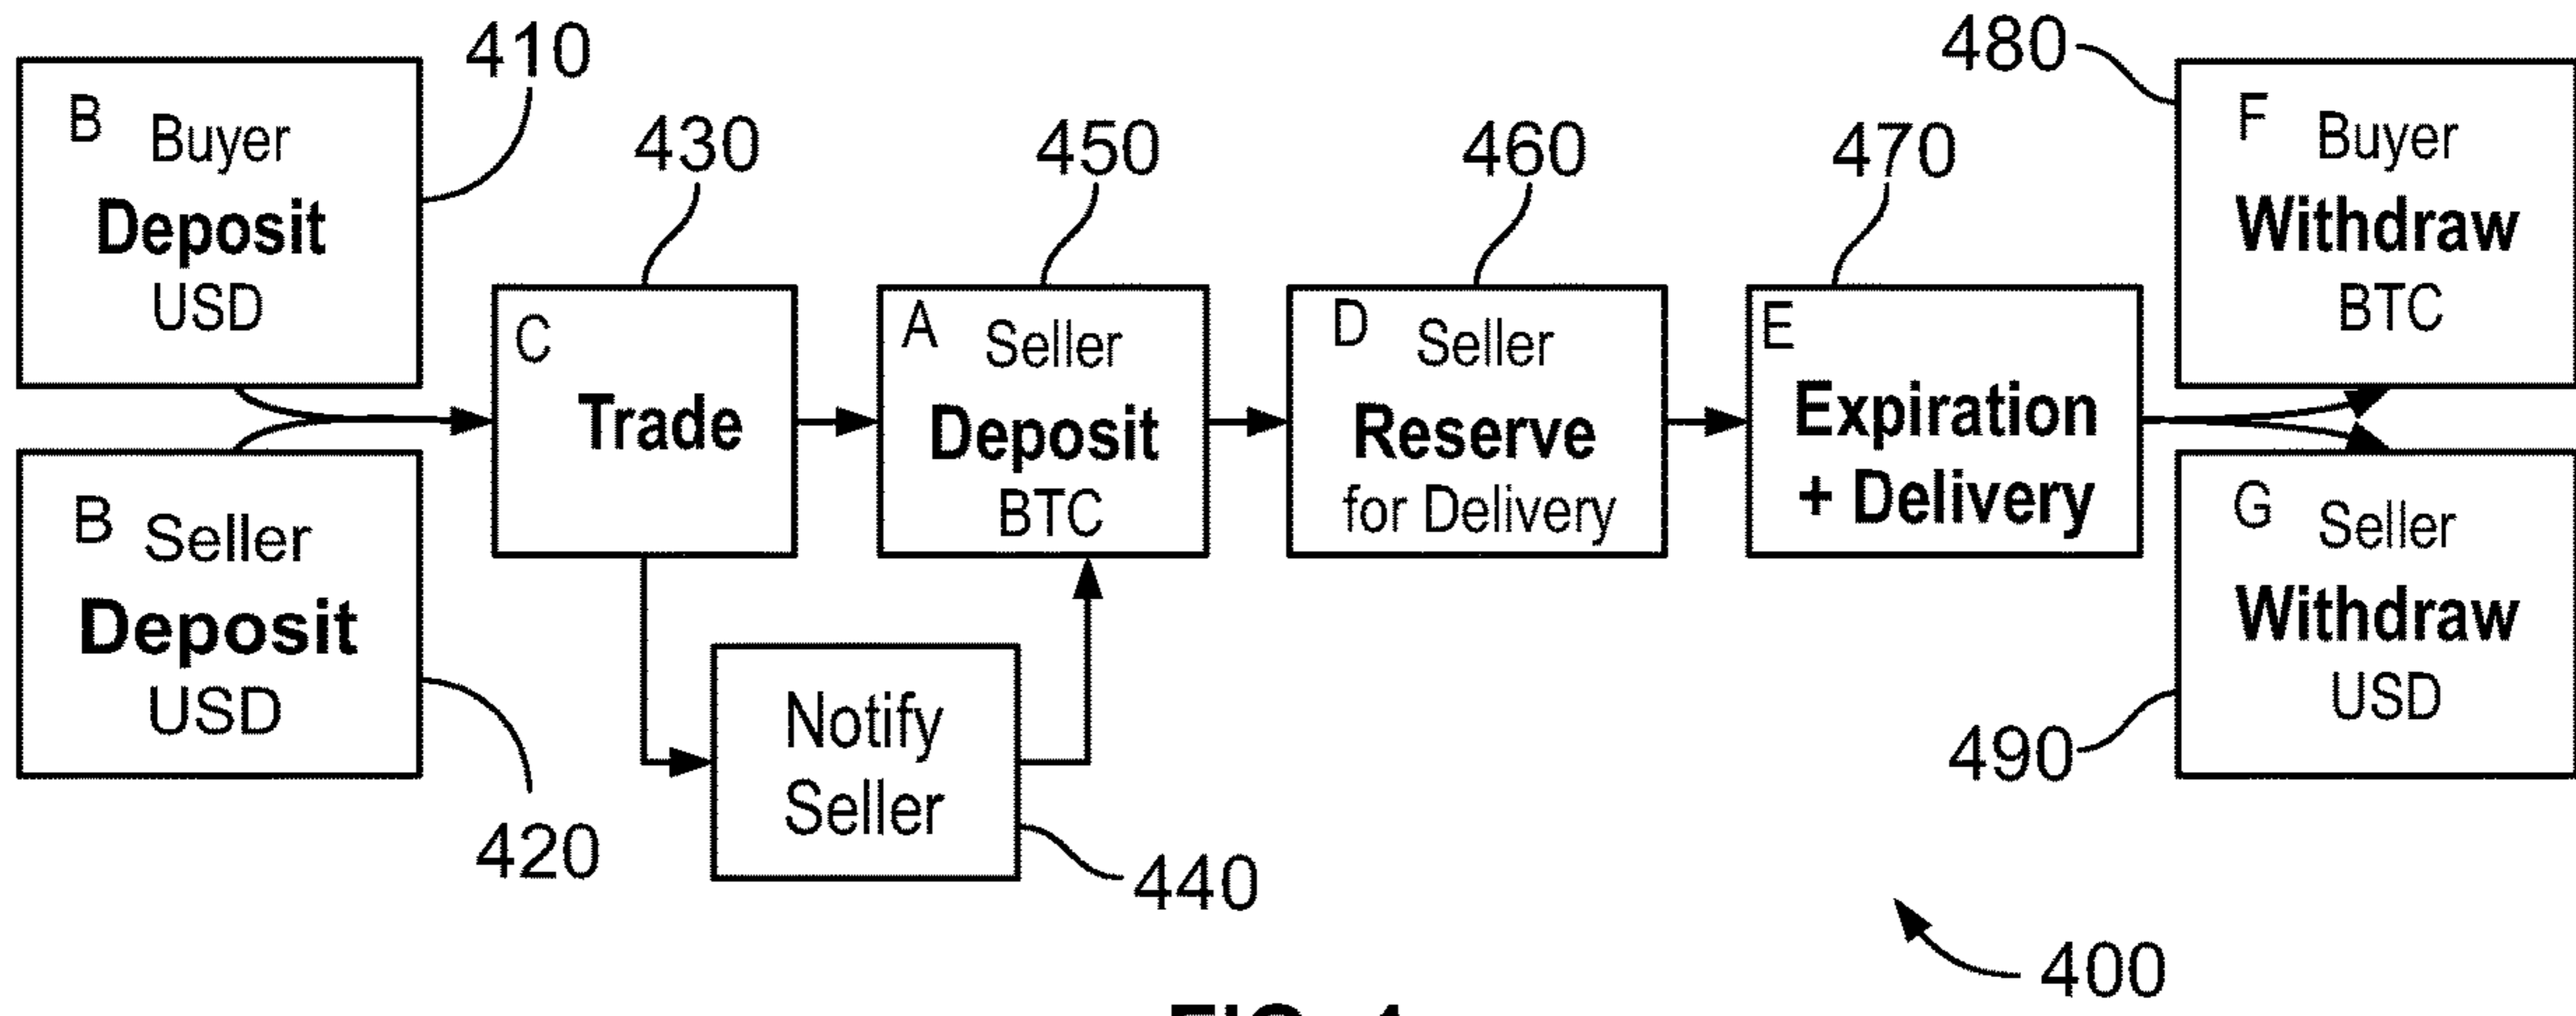 410
B Buyer
Deposit
USD
B Seller
Deposit
USD
420
430
C
Trade
Notify
Seller
440
450
A Seller
Deposit
BTC
460
D Seller
Reserve
for Delivery
470
E
Expiration
+ Delivery
480
F Buyer
Withdraw
BTC
G Seller
Withdraw
USD
490
400